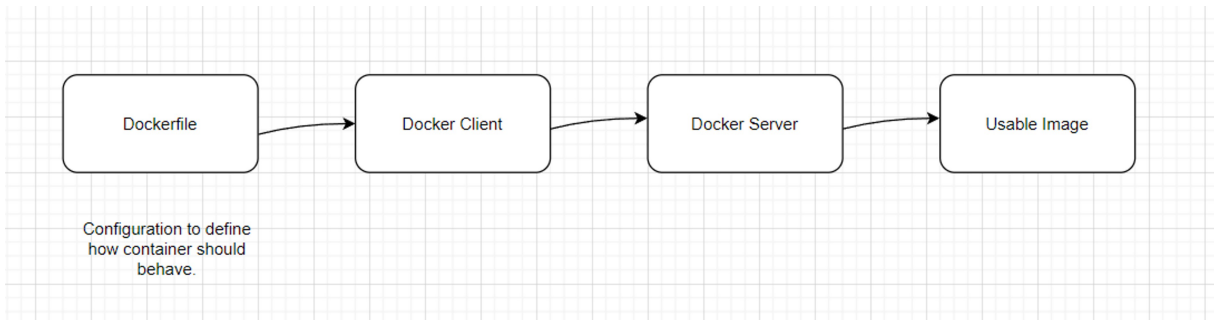 Dockerfile
Docker Client
Docker Server
Usable Image
Configuration to define
how container should
behave.